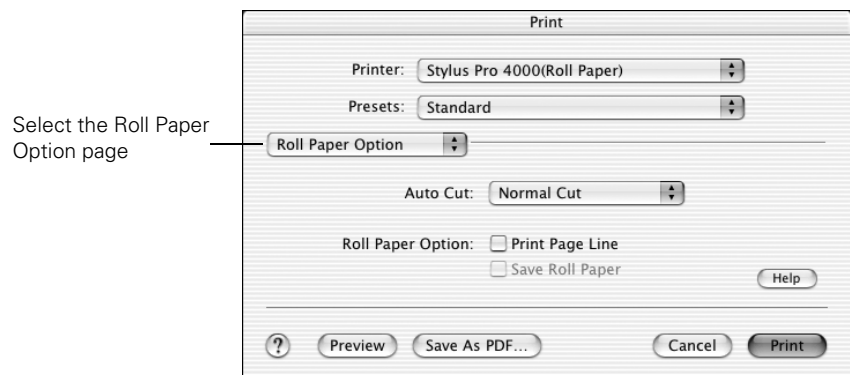 Print
Printer: Stylus Pro 4000(Roll Paper)
Presets: Standard
Select the Roll Paper
Option page
Roll Paper Option
Auto Cut: Normal Cut
Roll Paper Option: Print Page Line
Save Roll Paper
Help
? Preview Save As PDF... Cancel Print